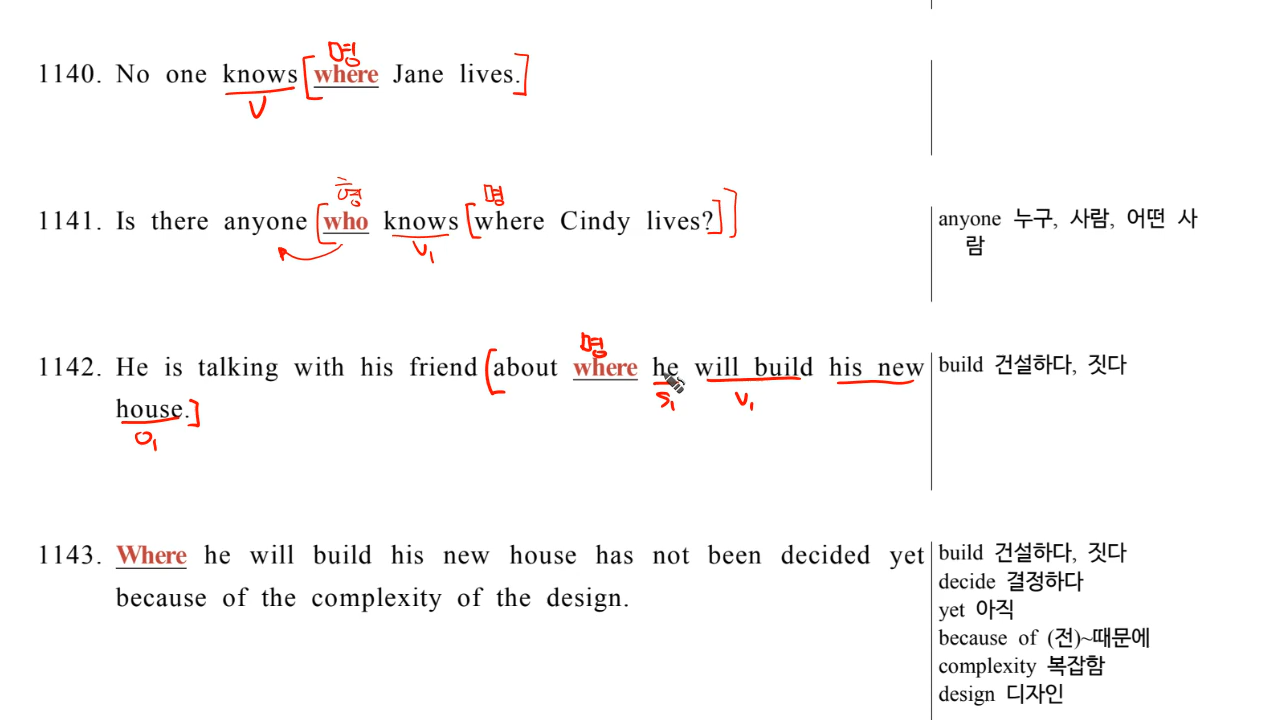 명
1140. No one knows [where Jane lives.]
V
형 명
1141. Is there anyone [who knows [where Cindy lives?]]
V1
anyone 누구, 사람, 어떤 사
람
명
1142. He is talking with his friend [about where he will build his new
S1 V1
house.]
O1
build 건설하다, 짓다
1143. Where he will build his new house has not been decided yet
because of the complexity of the design.
build 건설하다, 짓다
decide 결정하다
yet 아직
because of (전)~때문에
complexity 복잡함
design 디자인